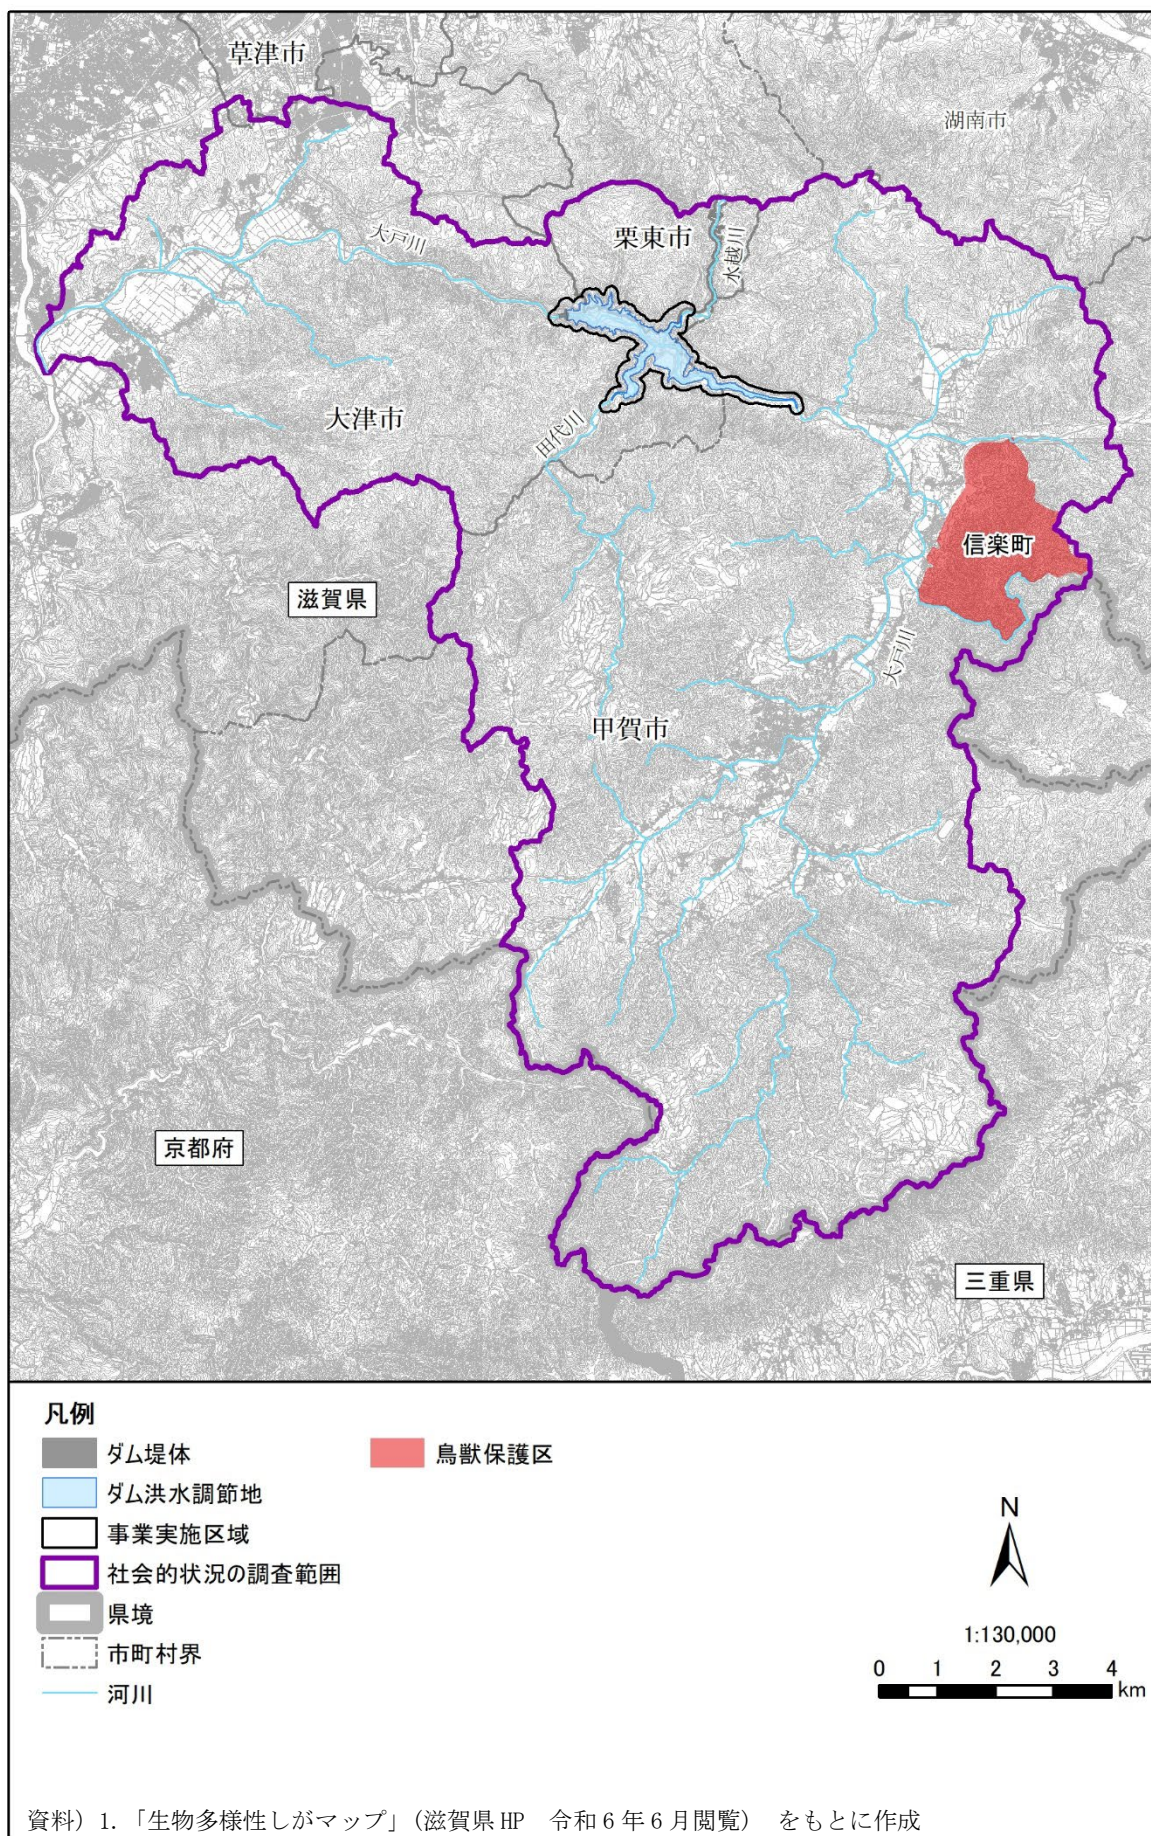 草津市
湖南市
栗東市
大戸川
水越川
大津市
田代川
信楽町
滋賀県
大戸川
甲賀市
京都府
三重県
凡例
ダム堤体
鳥獣保護区
ダム洪水調節地
事業実施区域
社会的状況の調査範囲
県境
市町村界
河川
N
1:130,000
0 1 2 3 4
km
資料）1.「生物多様性しがマップ」(滋賀県 HP 令和 6 年 6 月閲覧) をもとに作成